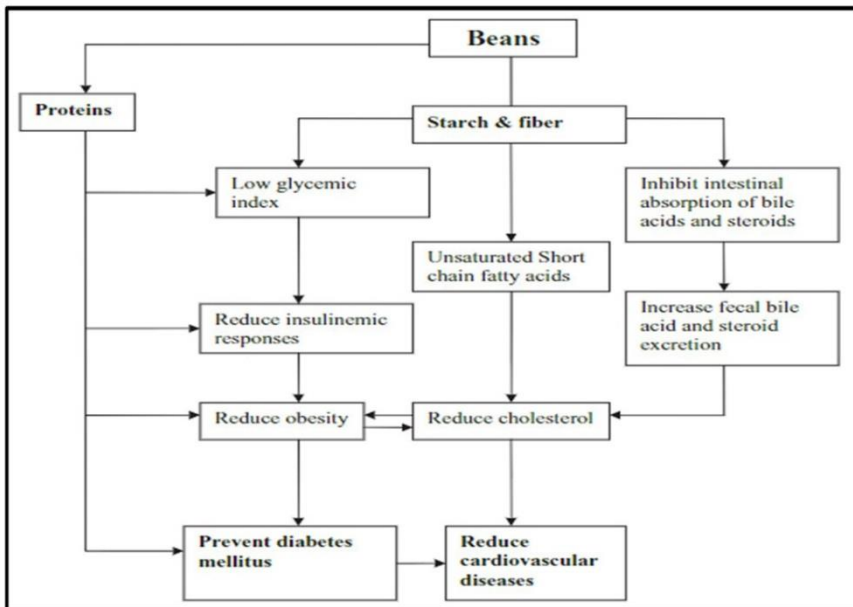 Beans
Proteins
Starch & fiber
Low glycemic
index
Inhibit intestinal
absorption of bile
acids and steroids
Unsaturated Short
chain fatty acids
Reduce insulinemic
responses
Increase fecal bile
acid and steroid
excretion
Reduce obesity
Reduce cholesterol
Prevent diabetes
mellitus
Reduce
cardiovascular
diseases